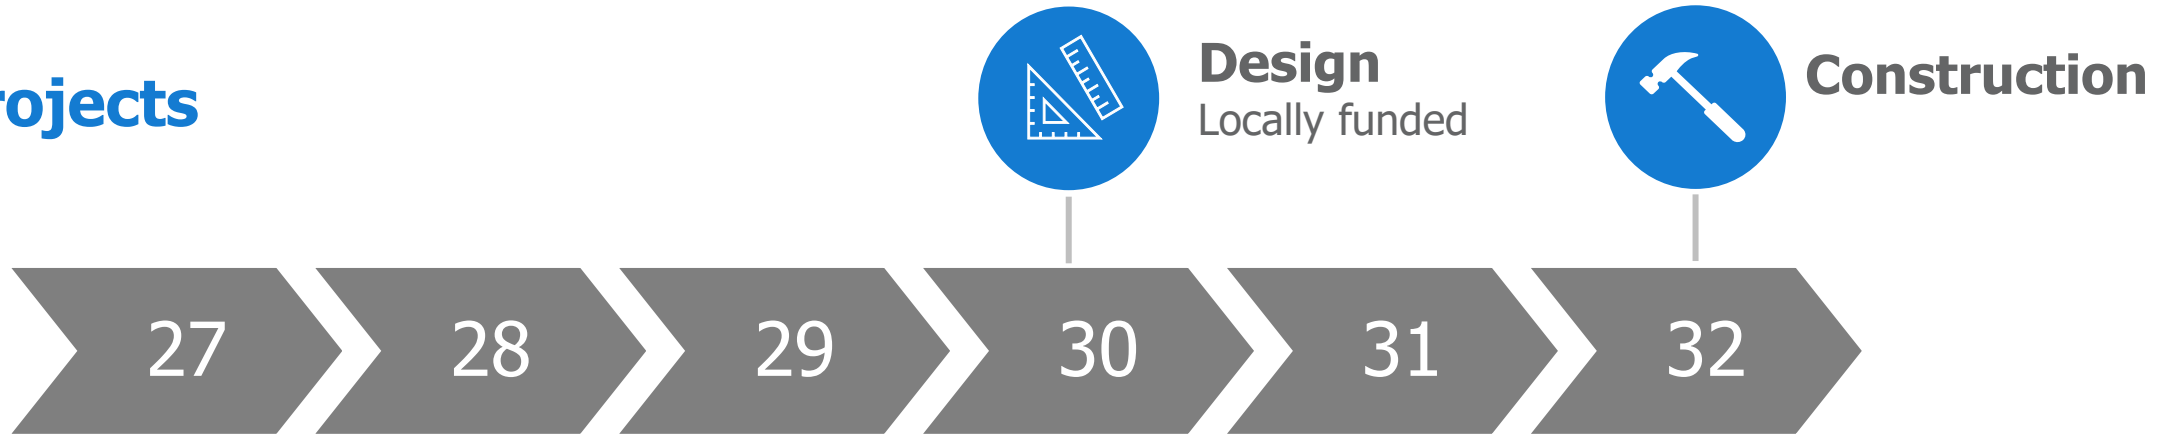 rojects
Design
Locally funded
Construction
27
28
29
30
31
32